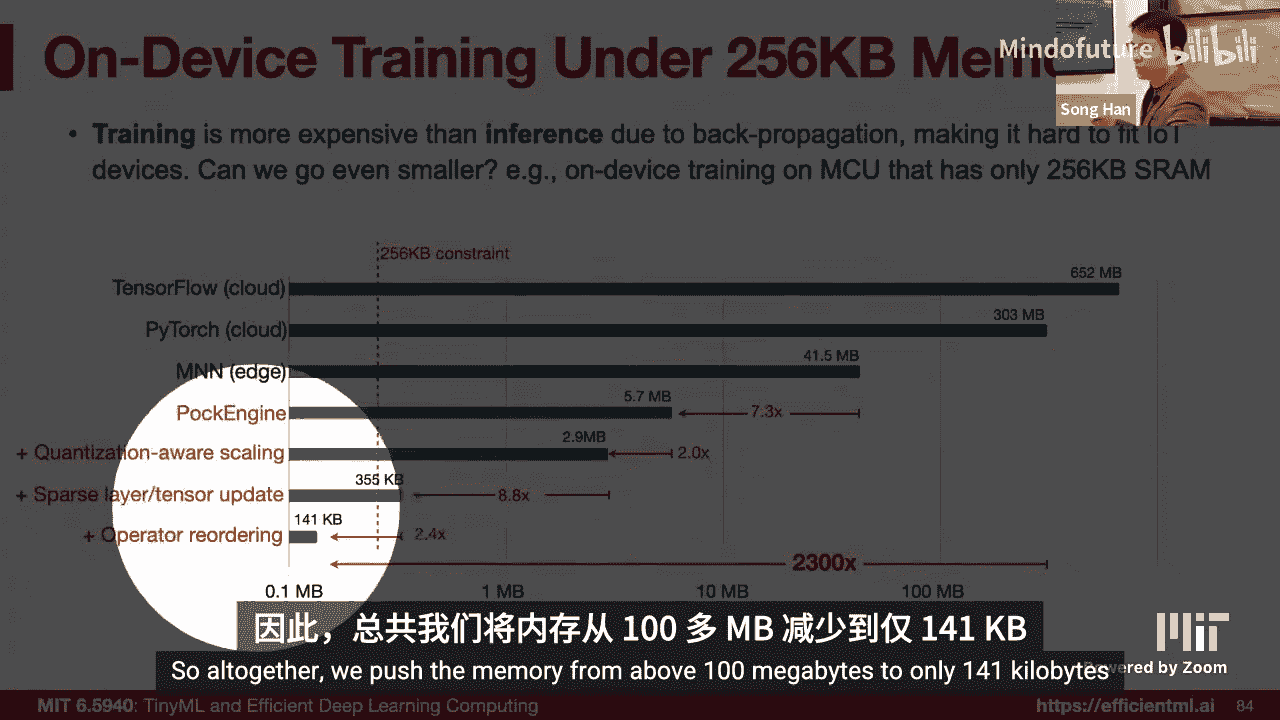 On-Device Training Under 256KB Mem
Mindofuture bilibili
Song Han
• Training is more expensive than inference due to back-propagation, making it hard to fit IoT
devices. Can we go even smaller? e.g., on-device training on MCU that has only 256KB SRAM
256KB constraint
TensorFlow (cloud) 652 MB
PyTorch (cloud) 303 MB
MNN (edge) 41.5 MB
PockEngine 5.7 MB 7.3x
+ Quantization-aware scaling 2.9MB 2.0x
+ Sparse layer/tensor update 355 KB 8.8x
+ Operator reordering 141 KB 2.4x
2300x
0.1 MB 1 MB 10 MB 100 MB
因此，总共我们将内存从 100 多 MB 减少到仅 141 KB
So altogether, we push the memory from above 100 megabytes to only 141 kilobytes
MIT
Powered by Zoom
MIT 6.5940: TinyML and Efficient Deep Learning Computing https://efficientml.ai 84